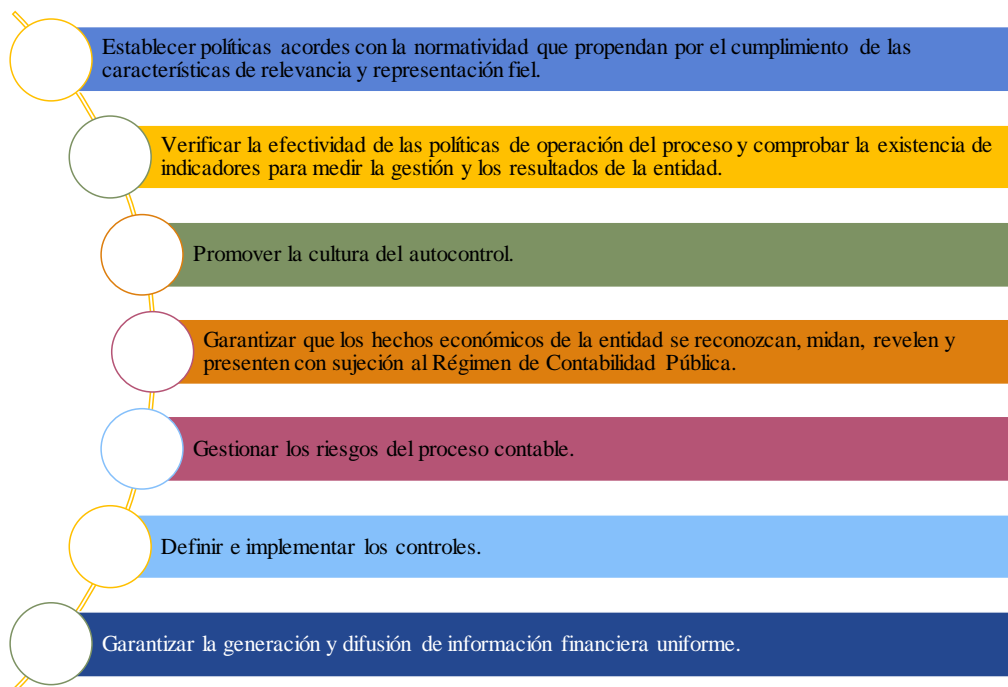 Establecer políticas acordes con la normatividad que propendan por el cumplimiento de las
características de relevancia y representación fiel.
Verificar la efectividad de las políticas de operación del proceso y comprobar la existencia de
indicadores para medir la gestión y los resultados de la entidad.
Promover la cultura del autocontrol.
Garantizar que los hechos económicos de la entidad se reconozcan, midan, revelen y
presenten con sujeción al Régimen de Contabilidad Pública.
Gestionar los riesgos del proceso contable.
Definir e implementar los controles.
Garantizar la generación y difusión de información financiera uniforme.